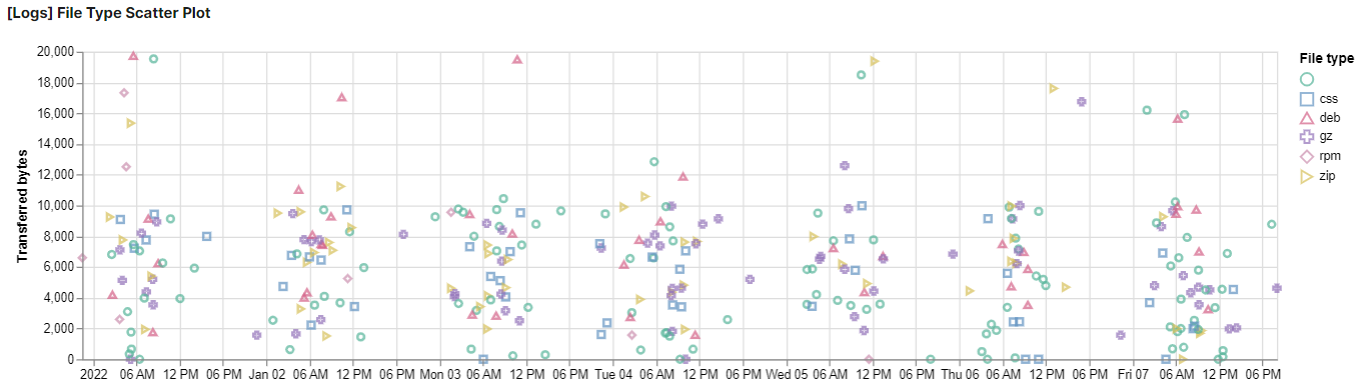 [Logs] File Type Scatter Plot
File type
css
deb
gz
rpm
zip
Transferred bytes
20,000
18,000
16,000
14,000
12,000
10,000
8,000
6,000
4,000
2,000
0
2022 06 AM 12 PM 06 PM Jan 02 06 AM 12 PM 06 PM Mon 03 06 AM 12 PM 06 PM Tue 04 06 AM 12 PM 06 PM Wed 05 06 AM 12 PM 06 PM Thu 06 06 AM 12 PM 06 PM Fri 07 06 AM 12 PM 06 PM